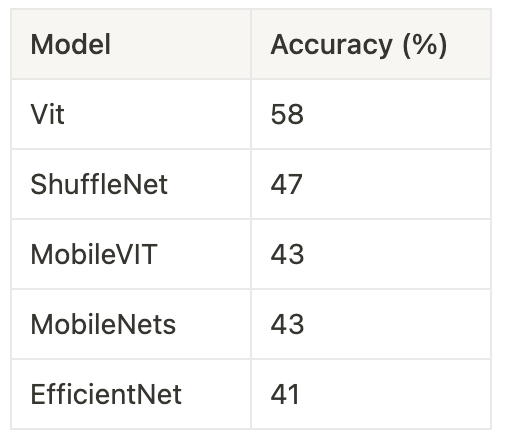 Model Accuracy (%)
Vit 58
ShuffleNet 47
MobileVIT 43
MobileNets 43
EfficientNet 41